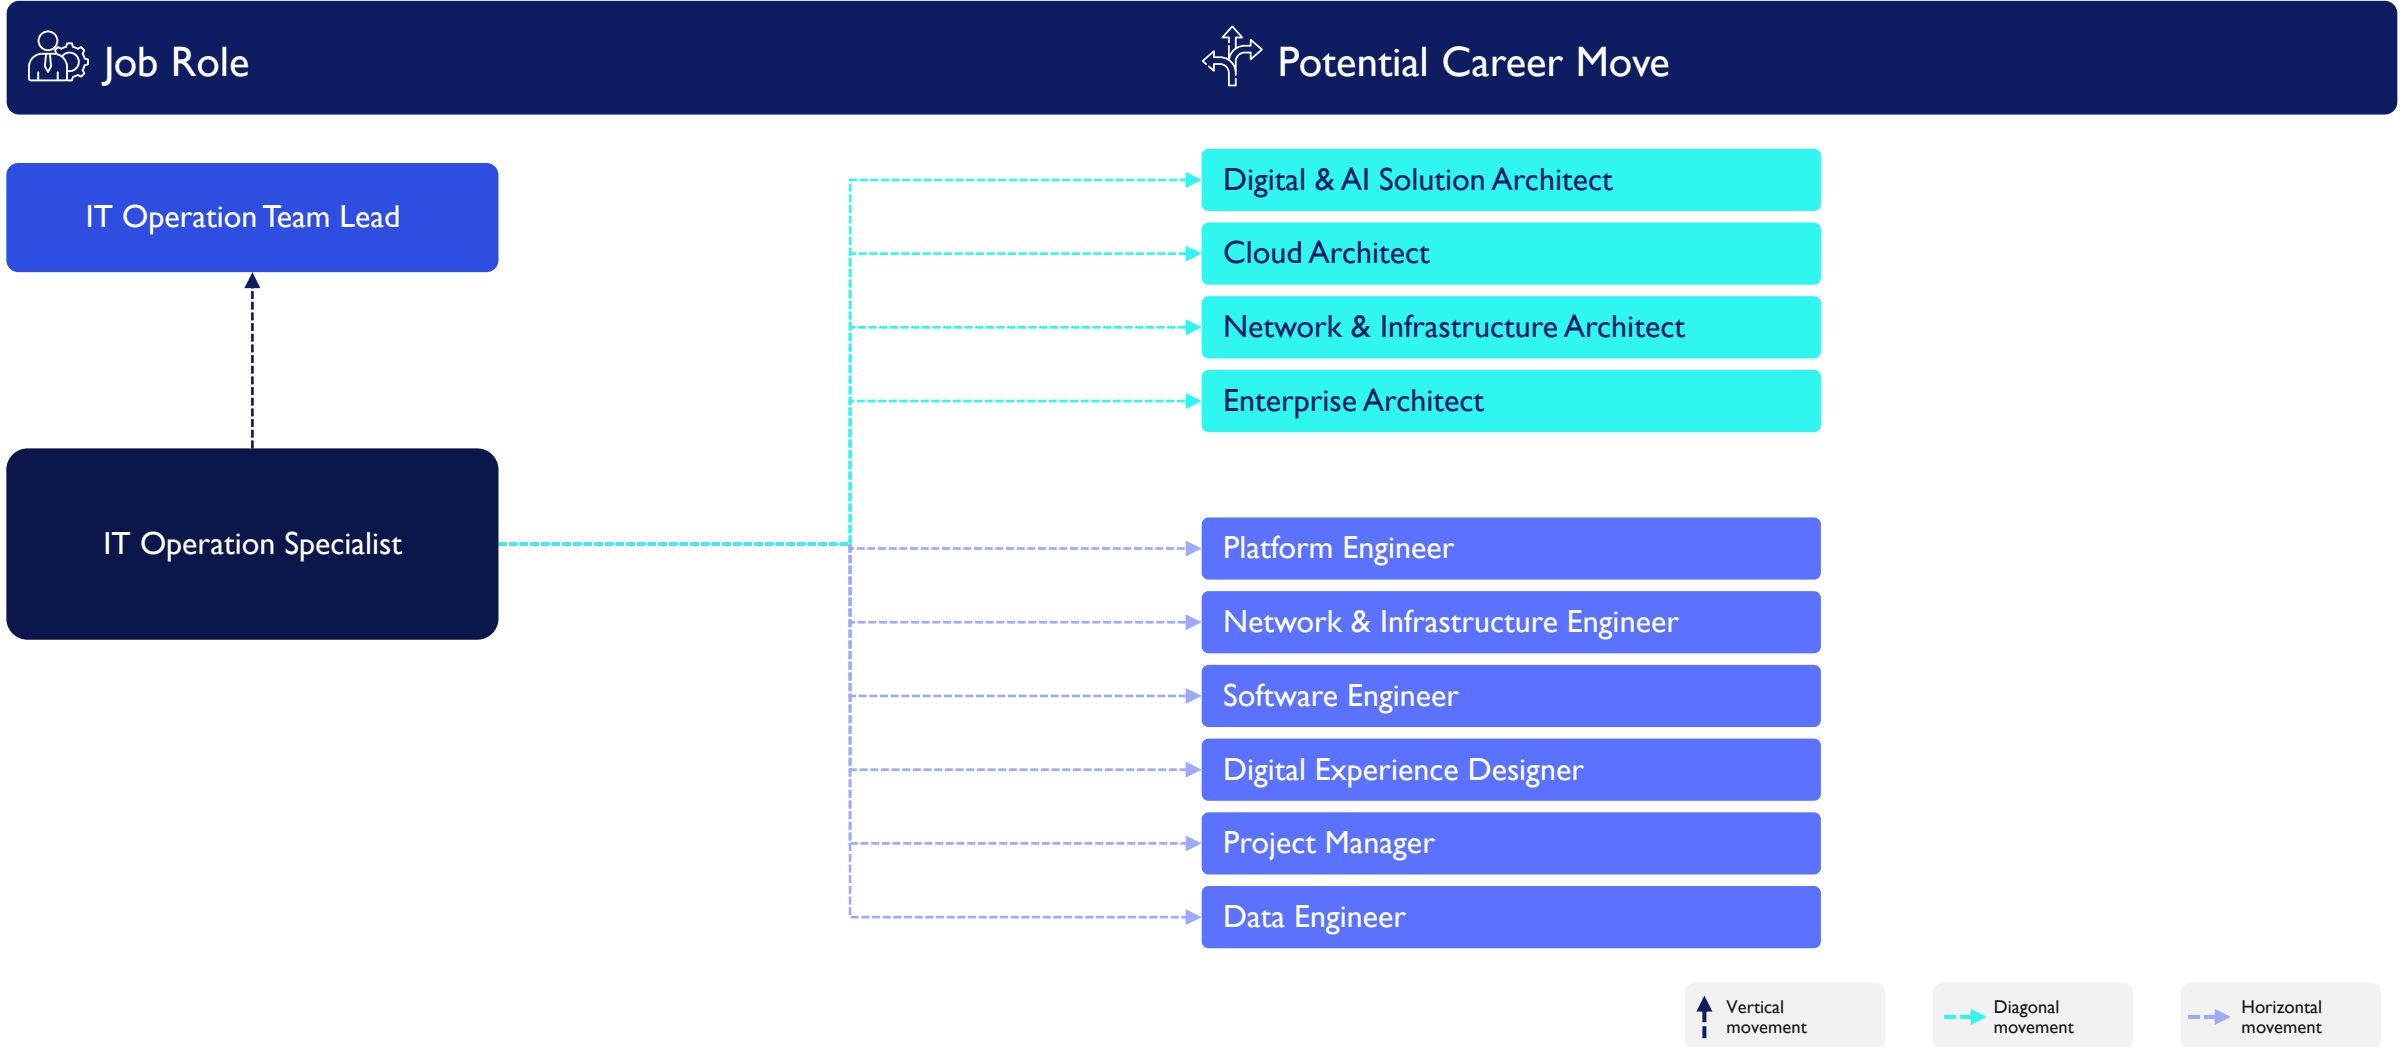 Job Role
Potential Career Move
IT Operation Team Lead
IT Operation Specialist
Digital & AI Solution Architect
Cloud Architect
Network & Infrastructure Architect
Enterprise Architect
Platform Engineer
Network & Infrastructure Engineer
Software Engineer
Digital Experience Designer
Project Manager
Data Engineer
Vertical
movement
Diagonal
movement
Horizontal
movement